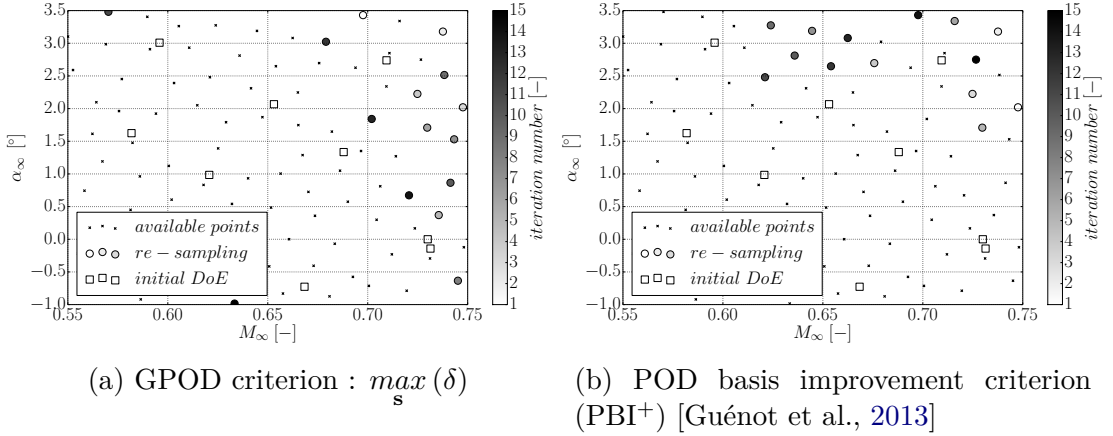 3.5
3.0
2.5
2.0
1.5
1.0
0.5
0.0
−0.5
−1.0
α∞ [°]
0.55 0.60 0.65 0.70 0.75
M∞ [−]
available points
re − sampling
initial DoE
15
14
13
12
11
10
9
8
7
6
5
4
3
2
1
iteration number [−]
3.5
3.0
2.5
2.0
1.5
1.0
0.5
0.0
−0.5
−1.0
α∞ [°]
0.55 0.60 0.65 0.70 0.75
M∞ [−]
available points
re − sampling
initial DoE
15
14
13
12
11
10
9
8
7
6
5
4
3
2
1
iteration number [−]
(a) GPOD criterion : max (δ)
s
(b) POD basis improvement criterion
(PBI⁺) [Guénot et al., 2013]